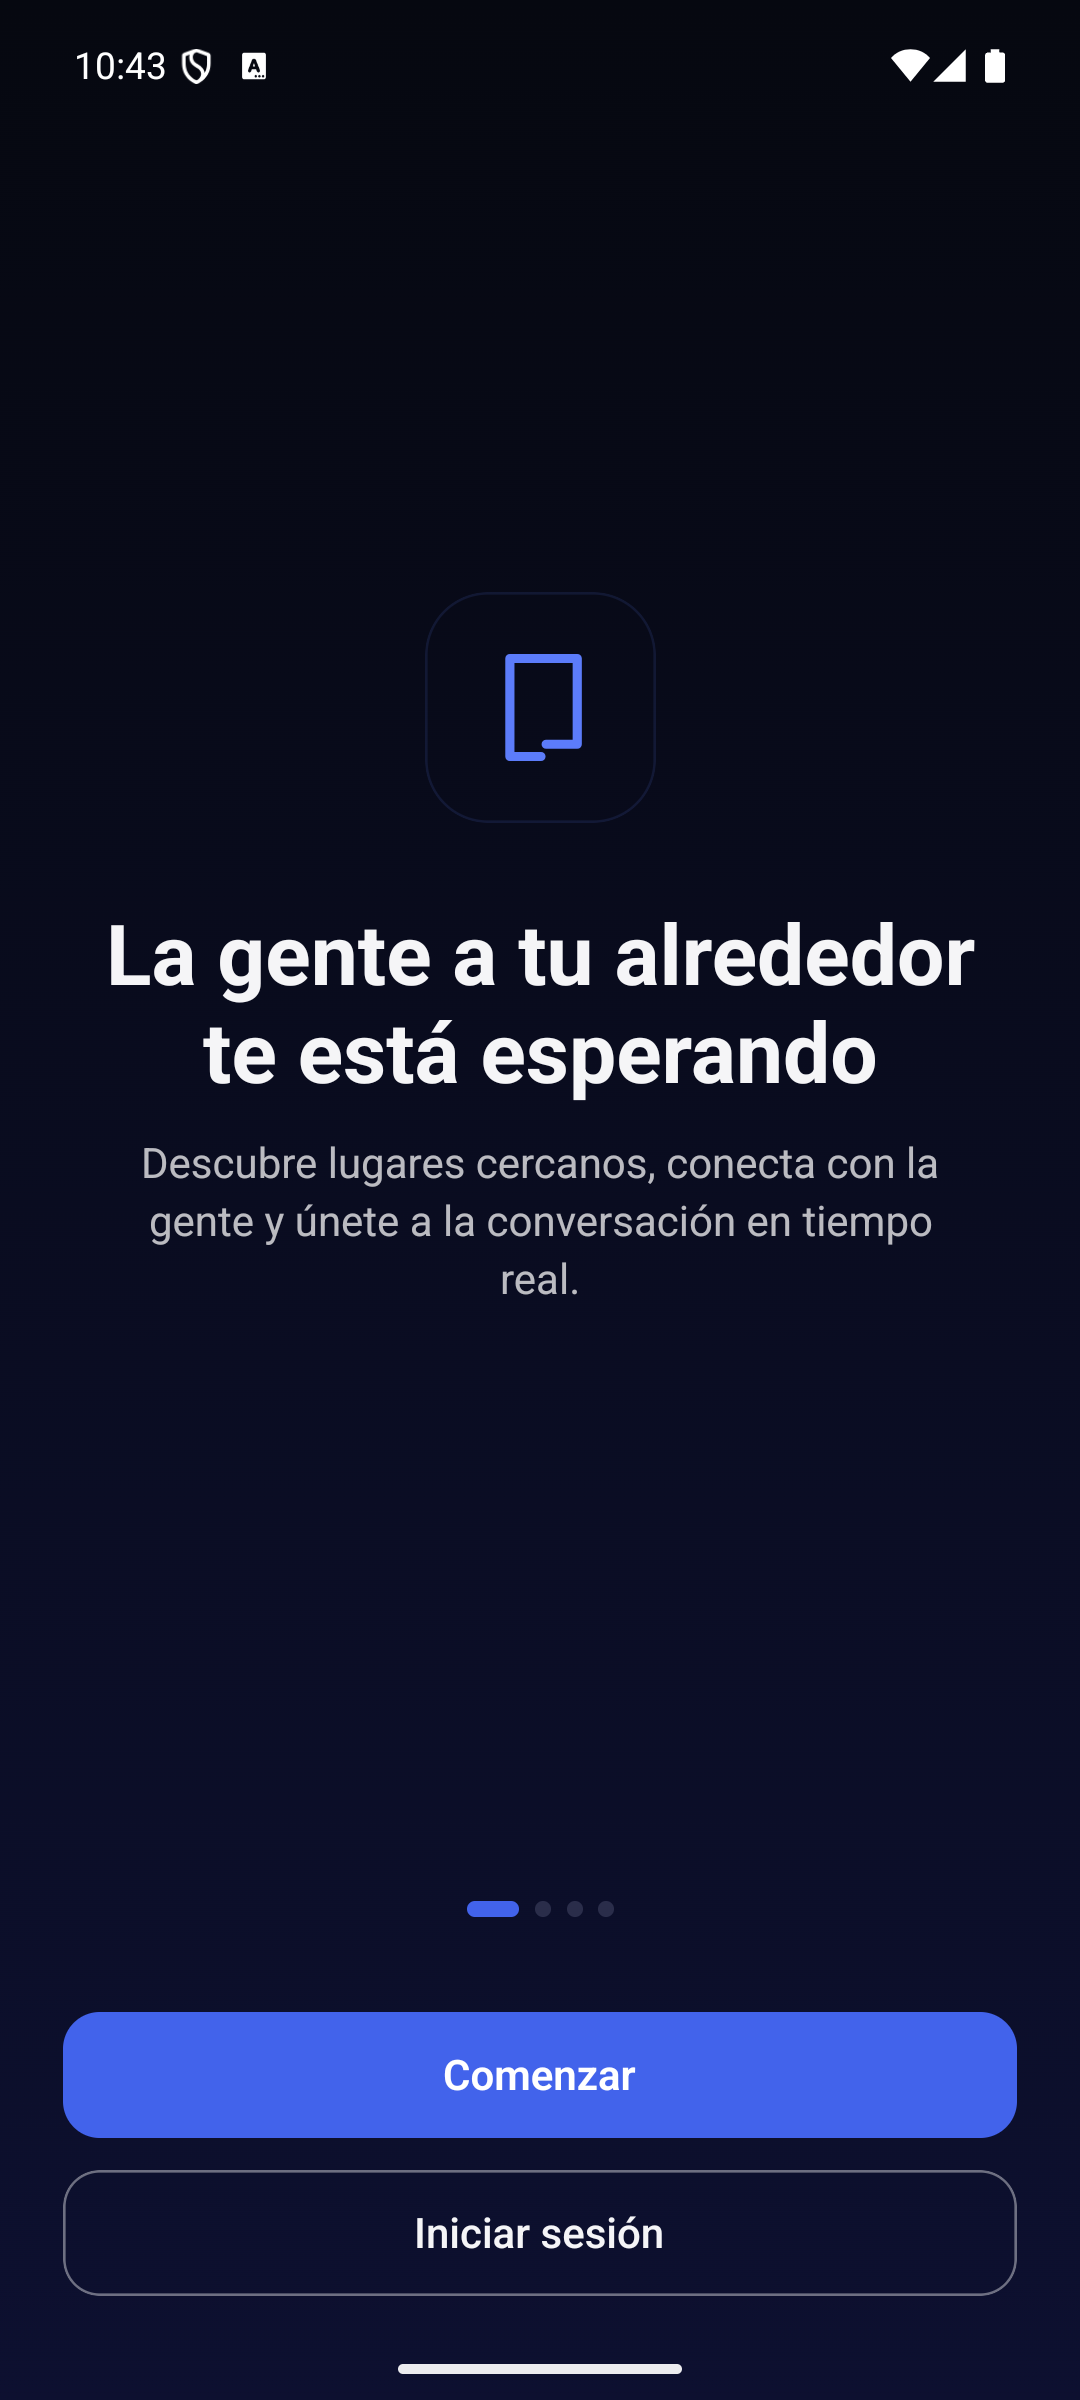 10:43
La gente a tu alrededor
te está esperando
Descubre lugares cercanos, conecta con la
gente y únete a la conversación en tiempo
real.
Comenzar
Iniciar sesión